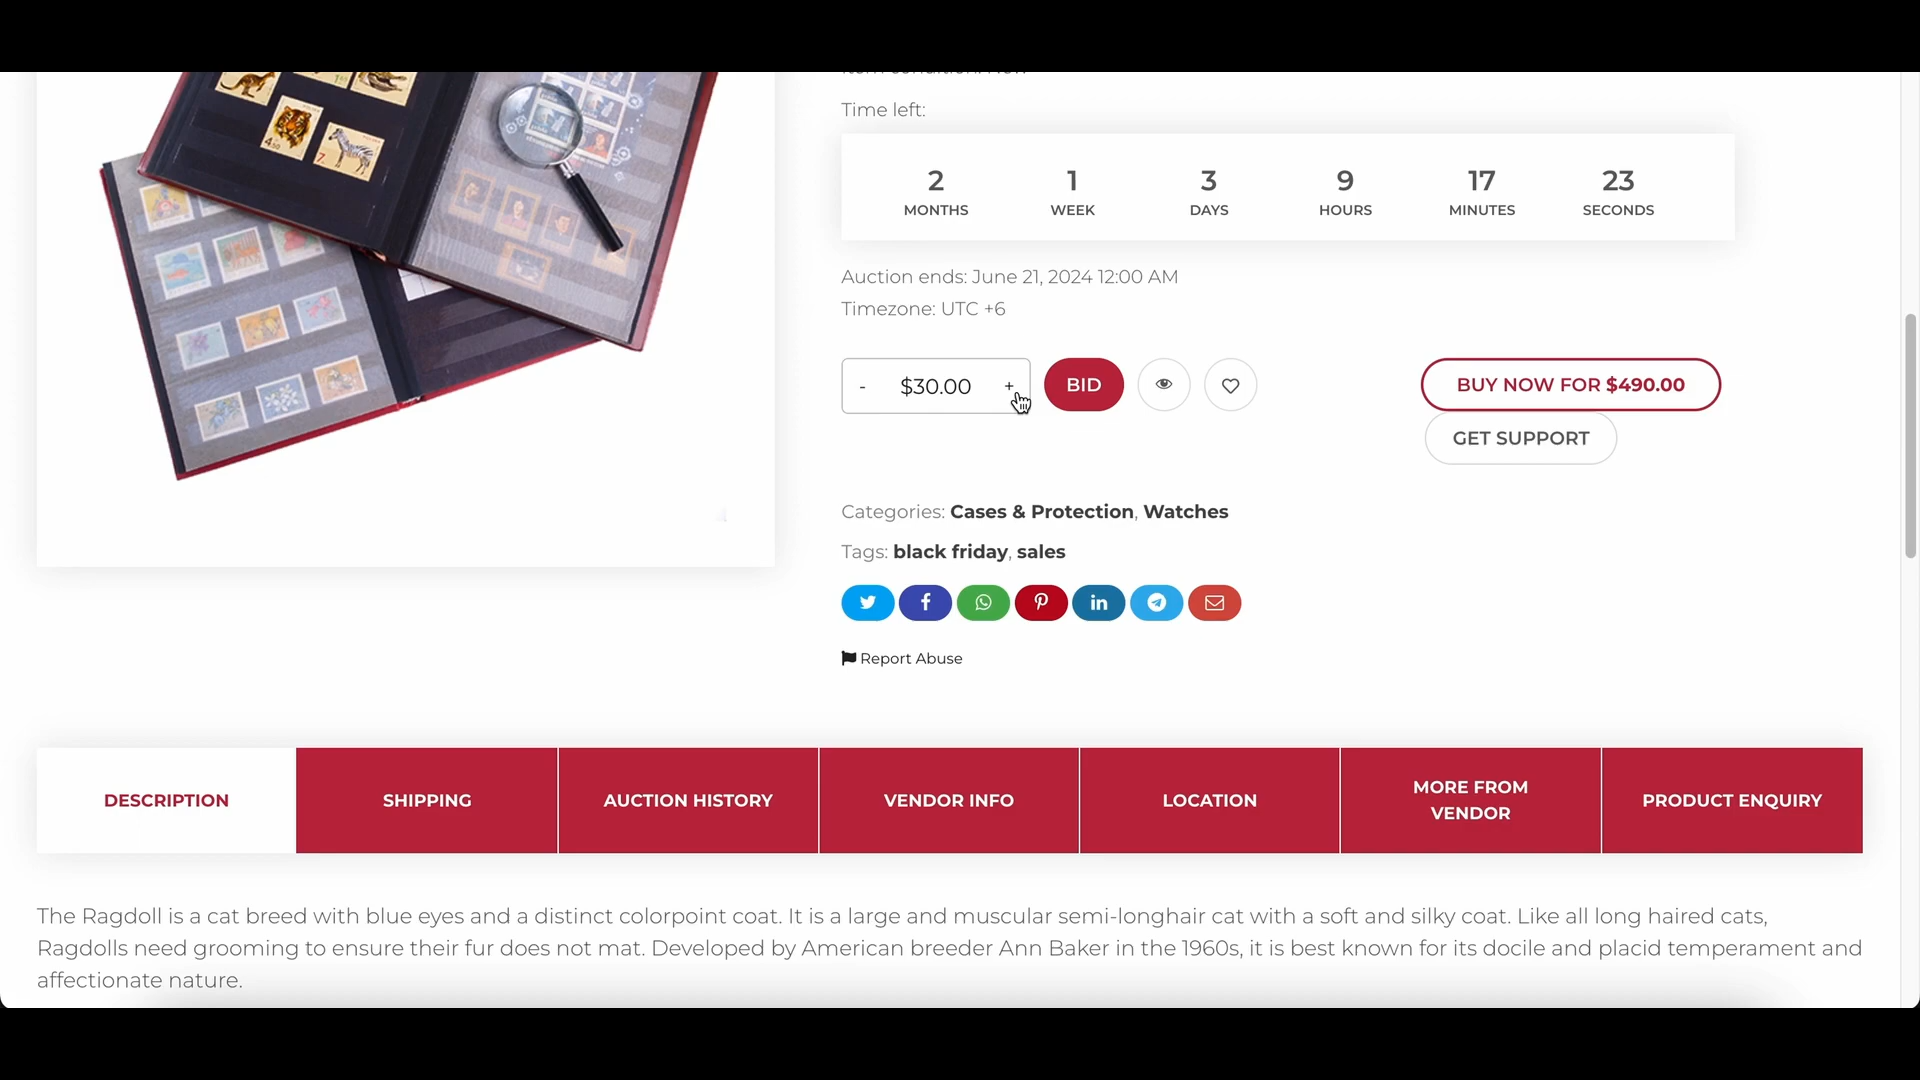 Time left:
2 1 3 9 17 23
MONTHS WEEK DAYS HOURS MINUTES SECONDS
Auction ends: June 21, 2024 12:00 AM
Timezone: UTC +6
- $30.00 + BID BUY NOW FOR $490.00
GET SUPPORT
Categories: Cases & Protection, Watches
Tags: black friday, sales
Report Abuse
DESCRIPTION SHIPPING AUCTION HISTORY VENDOR INFO LOCATION MORE FROM VENDOR PRODUCT ENQUIRY
The Ragdoll is a cat breed with blue eyes and a distinct colorpoint coat. It is a large and muscular semi-longhair cat with a soft and silky coat. Like all long haired cats,
Ragdolls need grooming to ensure their fur does not mat. Developed by American breeder Ann Baker in the 1960s, it is best known for its docile and placid temperament and
affectionate nature.